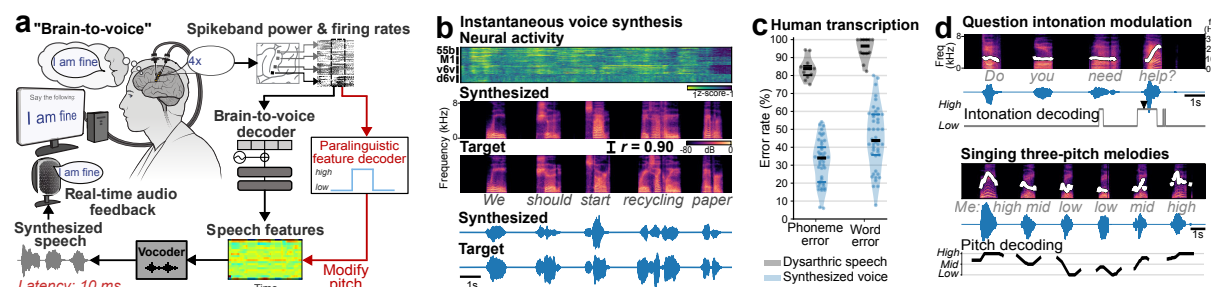 a "Brain-to-voice"
Spikeband power & firing rates
I am fine
4x
Say the following
I am fine
I am fine
Real-time audio
feedback
Brain-to-voice
decoder
Paralinguistic
feature decoder
high
low
Synthesized
speech
Vocoder
Speech features
Modify
pitch
Latency: 10 ms
Time
b Instantaneous voice synthesis
Neural activity
55b
M1
v6v
d6v
-1 z-score 1
Synthesized
8
0
Frequency (kHz)
r = 0.90
-80 dB 0
Target
We should start recycling paper
Synthesized
Target
1s
c Human transcription
Error rate (%)
100
90
80
70
60
50
40
30
20
10
0
Phoneme
error
Word
error
Dysarthric speech
Synthesized voice
d Question intonation modulation
Freq
(kHz)
8
0
Do you need help?
1s
High
Low
Intonation decoding
Singing three-pitch melodies
Me: high mid low low mid high
1s
Pitch decoding
High
Mid
Low